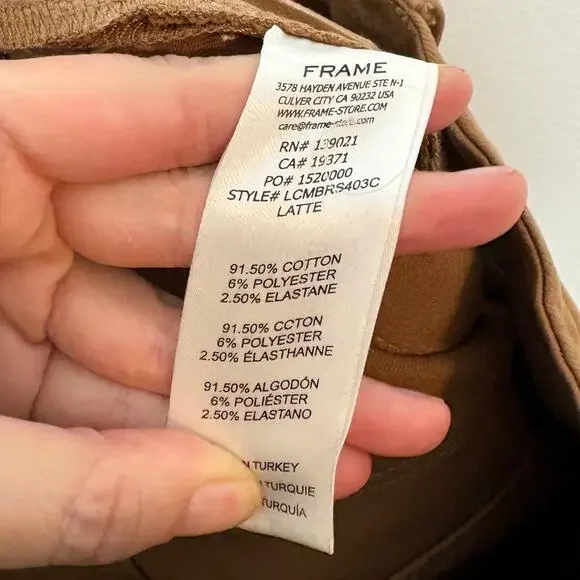 FRAME
3578 HAYDEN AVENUE STE N-1
CULVER CITY CA 90232 USA
WWW.FRAME-STORE.COM
care@frame-store.com
RN# 139021
CA# 19371
PO# 1520000
STYLE# LCMBRS403C
LATTE
91.50% COTTON
6% POLYESTER
2.50% ELASTANE
91.50% COTON
6% POLYESTER
2.50% ÉLASTHANNE
91.50% ALGODÓN
6% POLIÉSTER
2.50% ELASTANO
TURKEY
TURQUIE
TURQUÍA